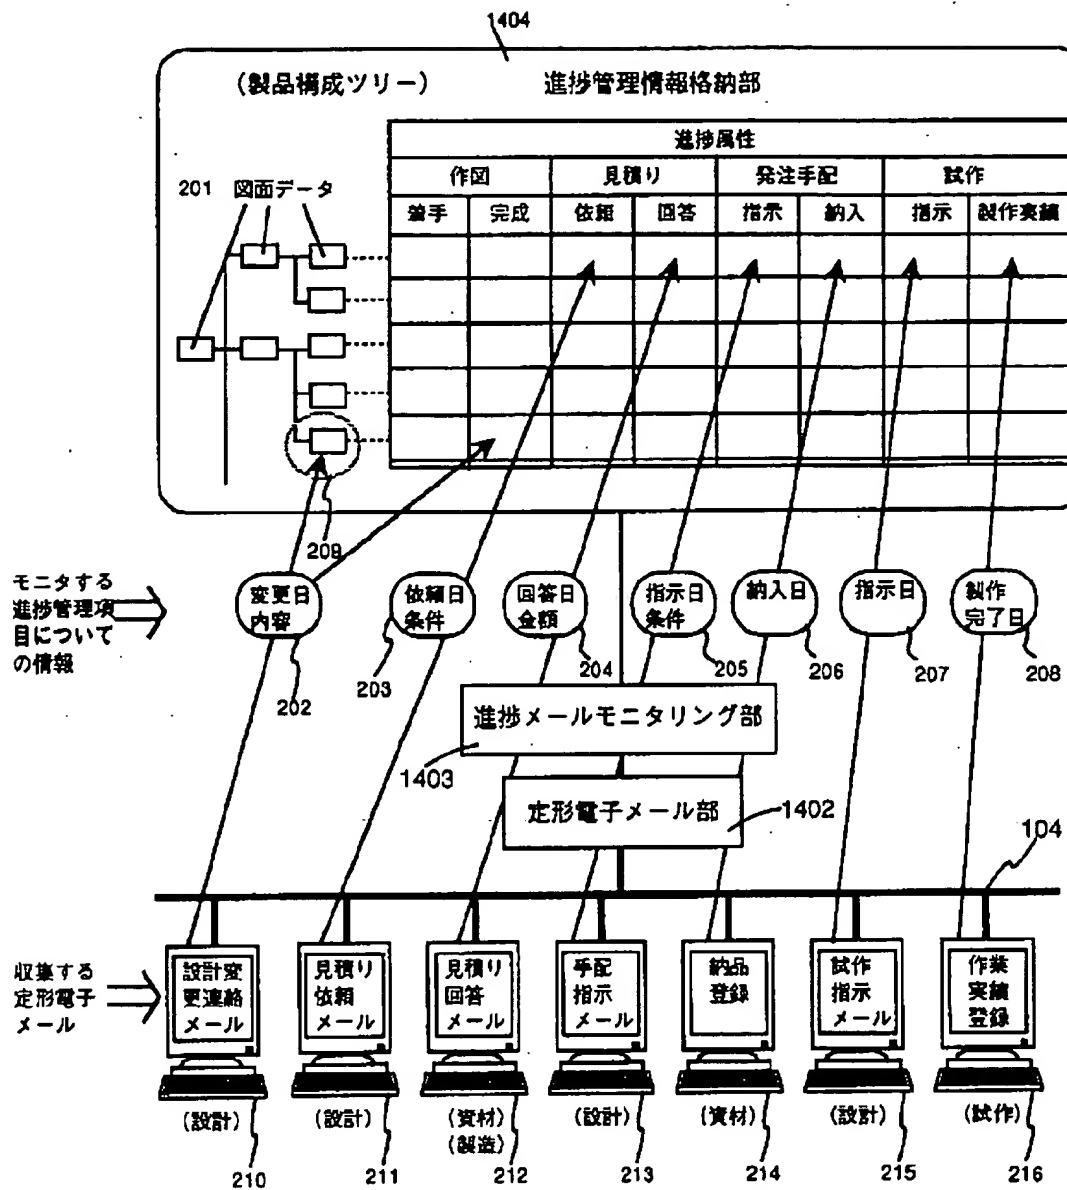 1404
(製品構成ツリー) 進捗管理情報格納部
進捗属性
作図 見積り 発注手配 試作
着手 完成 依頼 回答 指示 納入 指示 製作実績
201 図面データ
209
モニタする
進捗管理項
目について
の情報
変更日
内容
依頼日
条件
回答日
金額
指示日
条件
納入日
指示日
製作
完了日
202
203
204
205
206
207
208
進捗メールモニタリング部
1403
定形電子メール部
1402
104
収集する
定形電子
メール
設計変
更連絡
メール
見積り
依頼
メール
見積り
回答
メール
手配
指示
メール
納品
登録
試作
指示
メール
作業
実績
登録
(設計) (設計) (資材) (設計) (資材) (設計) (試作)
(製造)
210 211 212 213 214 215 216